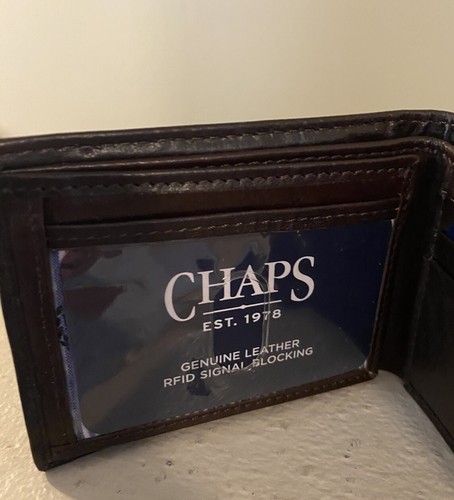 CHAPS
EST. 1978
GENUINE LEATHER
RFID SIGNAL BLOCKING